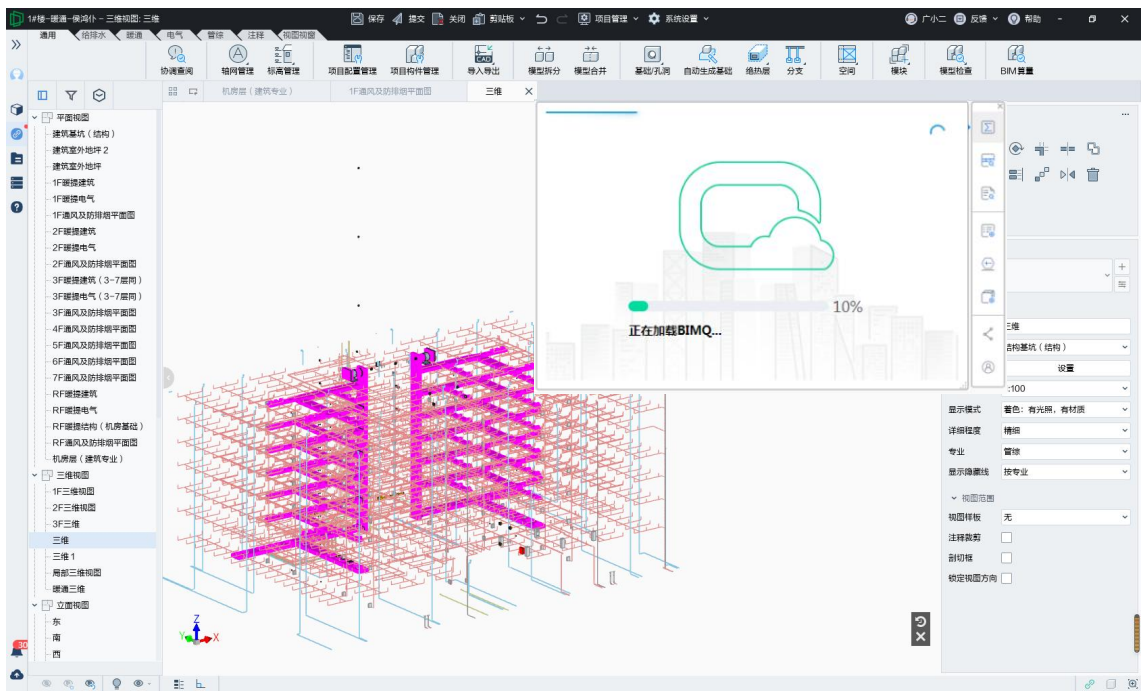 1#楼-暖通-侯鸿仆 - 三维视图: 三维
保存 提交 关闭 剪贴板 项目管理 系统设置 广小二 反馈 帮助
通用 给排水 暖通 电气 管综 注释 视图视窗
协调查阅 轴网管理 标高管理 项目配置管理 项目构件管理 导入导出 模型拆分 模型合并 基础/孔洞 自动生成基础 绝热层 分支 空间 模块 模型检查 BIM算量
CAD
机房层(建筑专业) 1F通风及防排烟平面图 三维
平面视图
建筑基坑(结构)
建筑室外地坪 2
建筑室外地坪
1F暖提建筑
1F暖提电气
1F通风及防排烟平面图
2F暖提建筑
2F暖提电气
2F通风及防排烟平面图
3F暖提建筑(3-7层同)
3F暖提电气(3-7层同)
3F通风及防排烟平面图
4F通风及防排烟平面图
5F通风及防排烟平面图
6F通风及防排烟平面图
7F通风及防排烟平面图
RF暖提建筑
RF暖提电气
RF暖提结构(机房基础)
RF通风及防排烟平面图
机房层(建筑专业)
三维视图
1F三维视图
2F三维视图
3F三维
三维
三维 1
局部三维视图
暖通三维
立面视图
东
南
西
30
Z
Y
X
10%
正在加载BIMQ...
三维
结构基坑(结构)
设置
:100
显示模式 着色: 有光照, 有材质
详细程度 精细
专业 管综
显示隐藏线 按专业
视图范围
视图样板 无
注释裁剪
剖切框
锁定视图方向